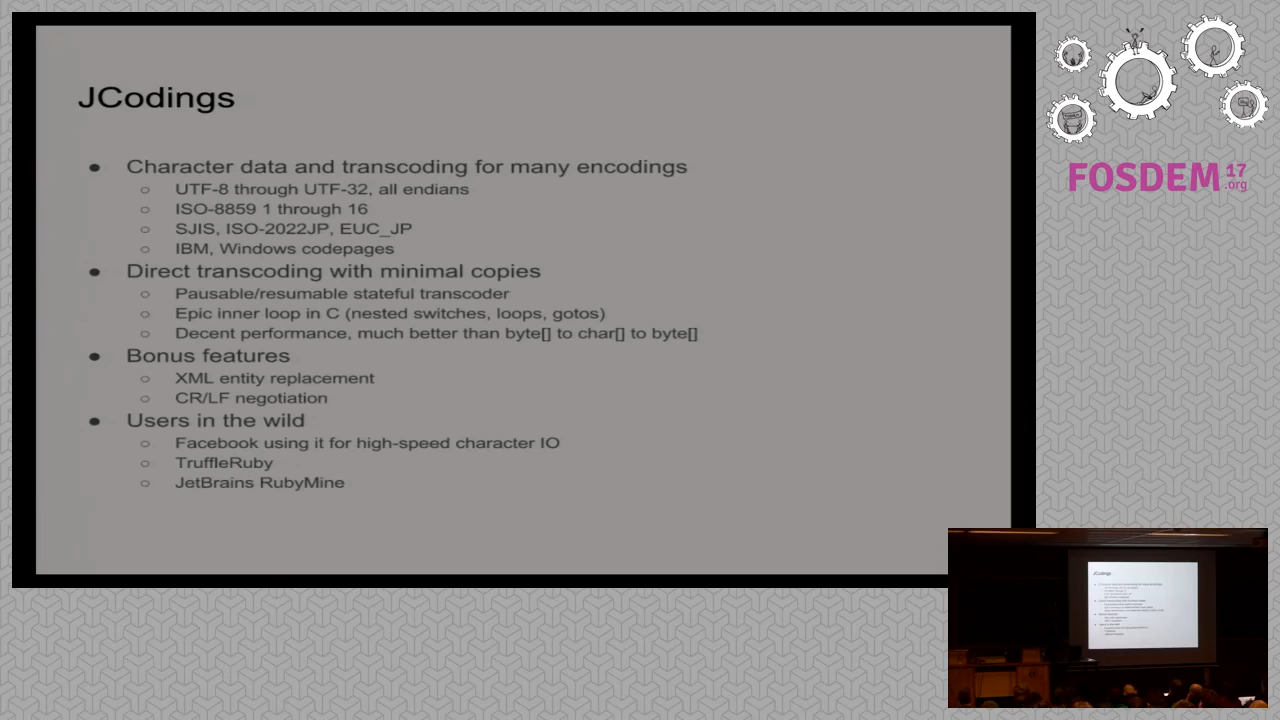 JCodings
● Character data and transcoding for many encodings
○ UTF-8 through UTF-32, all endians
○ ISO-8859 1 through 16
○ SJIS, ISO-2022JP, EUC_JP
○ IBM, Windows codepages
● Direct transcoding with minimal copies
○ Pausable/resumable stateful transcoder
○ Epic inner loop in C (nested switches, loops, gotos)
○ Decent performance, much better than byte[] to char[] to byte[]
● Bonus features
○ XML entity replacement
○ CR/LF negotiation
● Users in the wild
○ Facebook using it for high-speed character IO
○ TruffleRuby
○ JetBrains RubyMine
FOSDEM 17
.org
JCodings